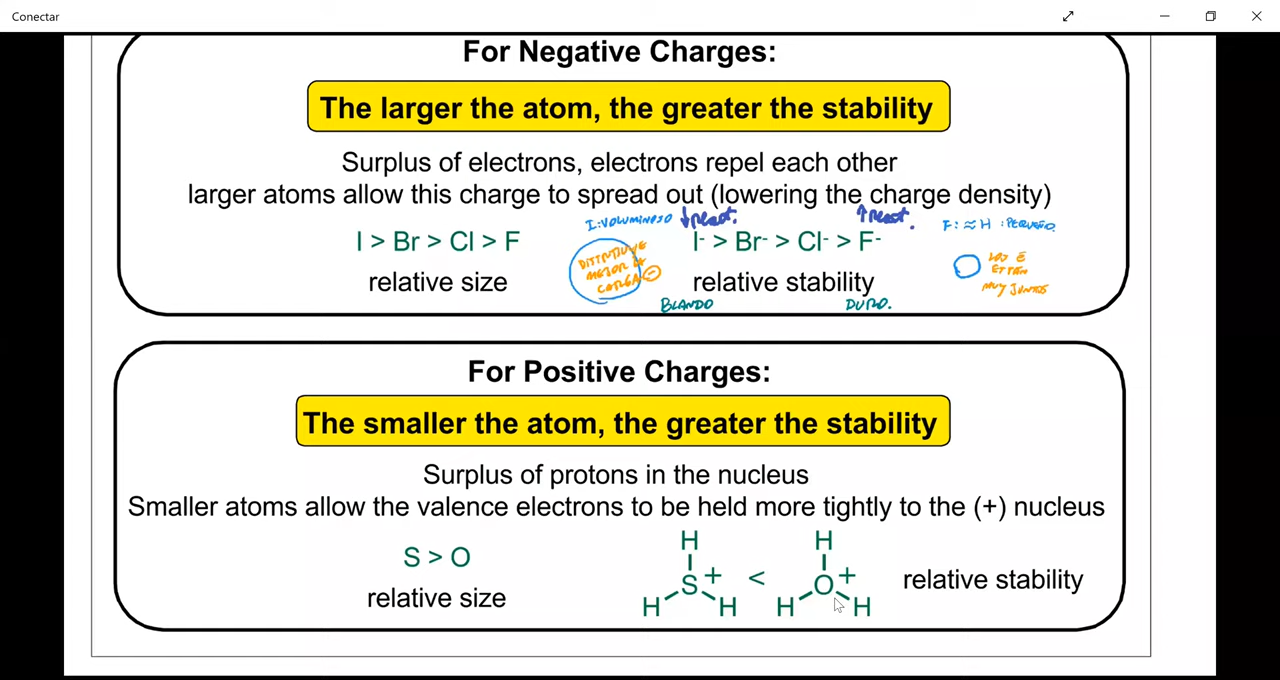 Conectar
For Negative Charges:
The larger the atom, the greater the stability
Surplus of electrons, electrons repel each other
larger atoms allow this charge to spread out (lowering the charge density)
I: VOLUMINOSO ↓react. ↑react. F: ≈ H : PEQUEÑO.
I > Br > Cl > F
relative size
DISTRIBUYE
MEJOR LA
CARGA ⊖
I- > Br- > Cl- > F-
relative stability
BLANDO DURO.
LOS ē
ESTÁN
MUY JUNTOS
For Positive Charges:
The smaller the atom, the greater the stability
Surplus of protons in the nucleus
Smaller atoms allow the valence electrons to be held more tightly to the (+) nucleus
S > O
relative size
H H
S+ < O+
H H H H
relative stability